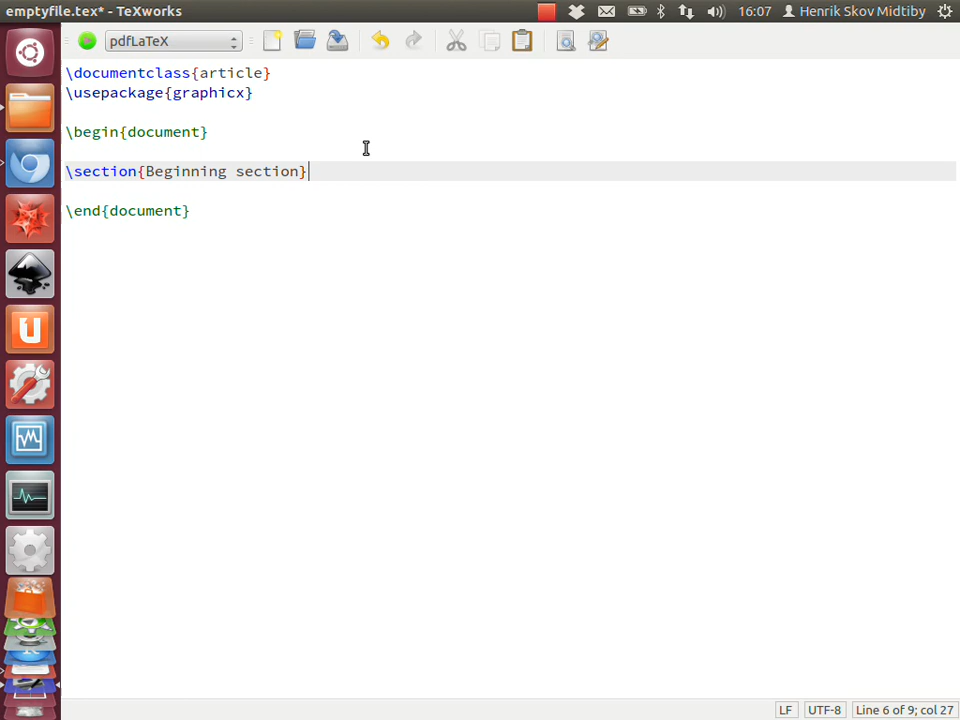 emptyfile.tex* - TeXworks
16:07
Henrik Skov Midtiby
pdfLaTeX
\documentclass{article}
\usepackage{graphicx}
\begin{document}
\section{Beginning section}
\end{document}
LF
UTF-8
Line 6 of 9; col 27